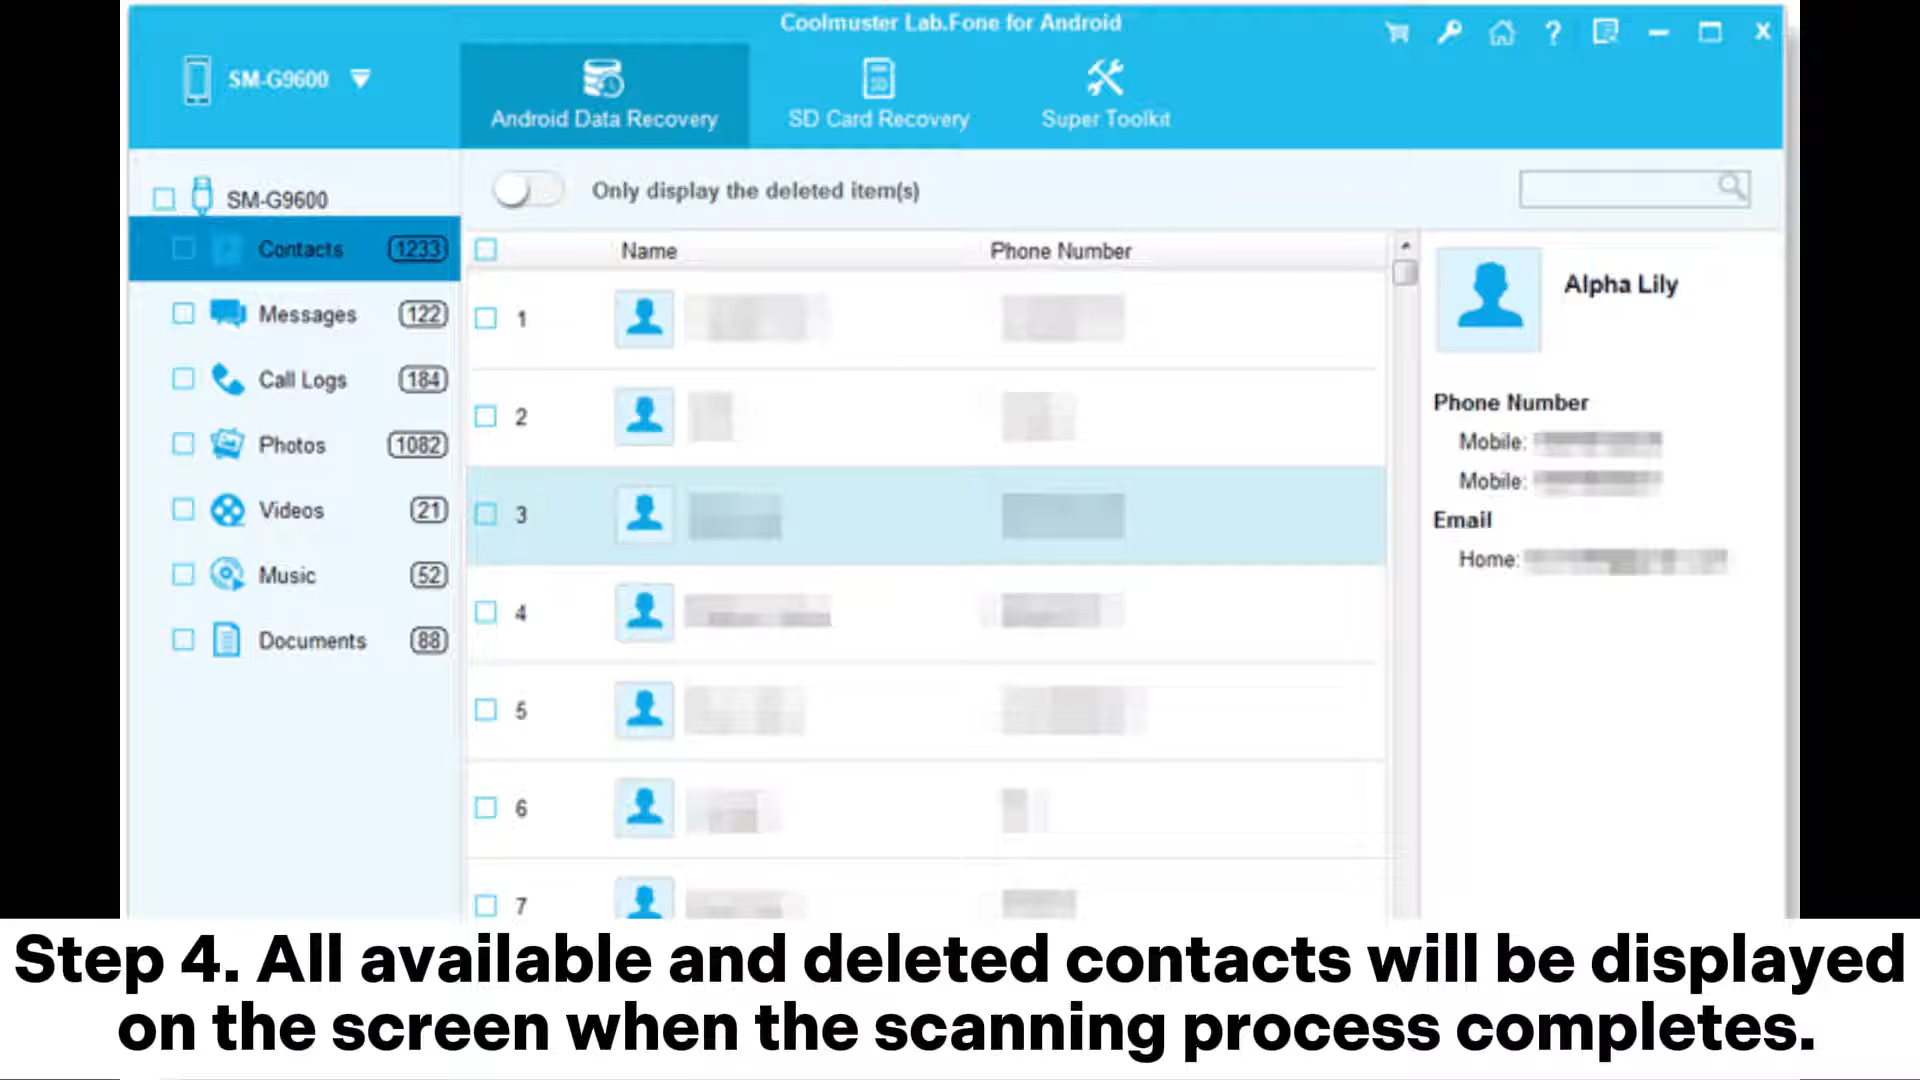 Coolmuster Lab.Fone for Android
SM-G9600
Android Data Recovery
SD Card Recovery
Super Toolkit
SM-G9600
Only display the deleted item(s)
Contacts 1233
Messages 122
Call Logs 184
Photos 1082
Videos 21
Music 52
Documents 88
Name Phone Number
1
2
3
4
5
6
7
Alpha Lily
Phone Number
Mobile:
Mobile:
Email
Home:
Step 4. All available and deleted contacts will be displayed
on the screen when the scanning process completes.